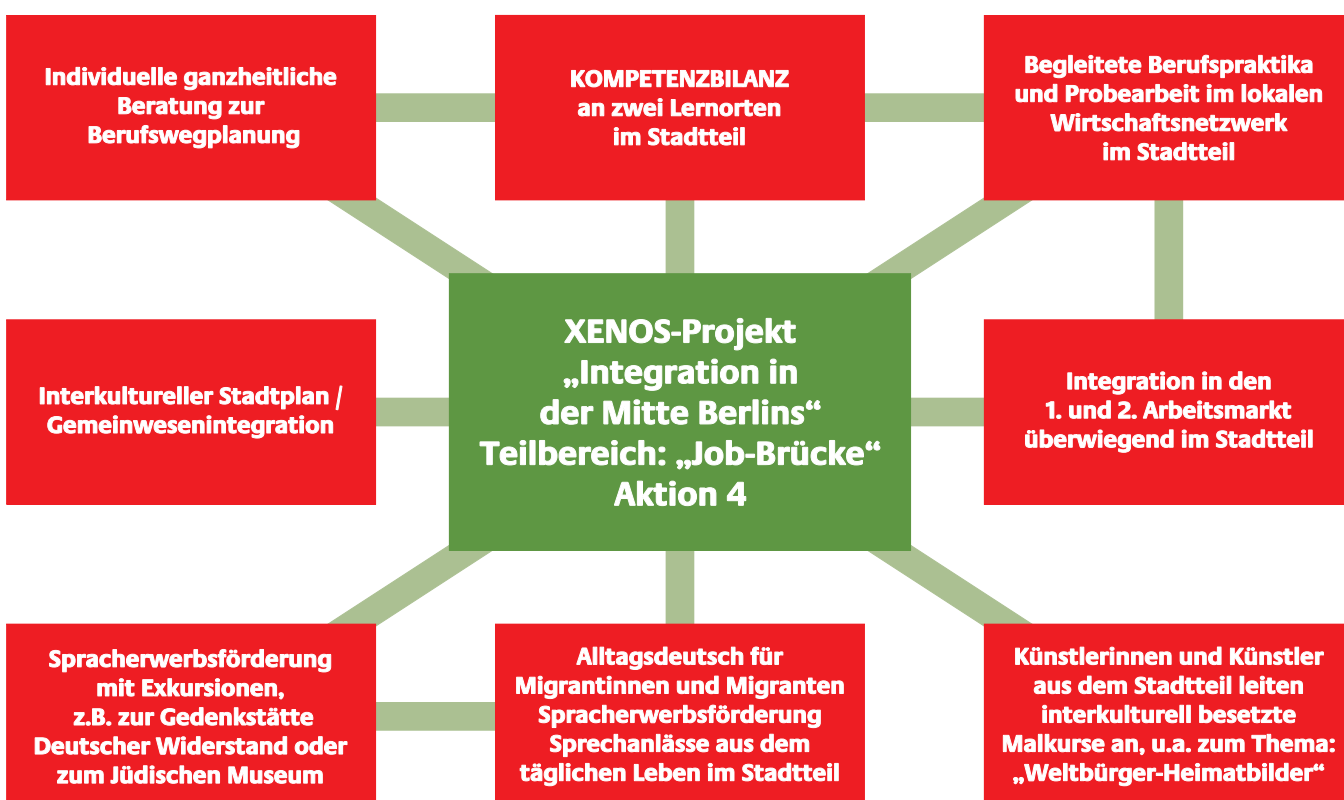 Individuelle ganzheitliche
Beratung zur
Berufswegplanung
KOMPETENZBILANZ
an zwei Lernorten
im Stadtteil
Begleitete Berufspraktika
und Probearbeit im lokalen
Wirtschaftsnetzwerk
im Stadtteil
Interkultureller Stadtplan /
Gemeinwesenintegration
XENOS-Projekt
„Integration in
der Mitte Berlins“
Teilbereich: „Job-Brücke“
Aktion 4
Integration in den
1. und 2. Arbeitsmarkt
überwiegend im Stadtteil
Spracherwerbsförderung
mit Exkursionen,
z.B. zur Gedenkstätte
Deutscher Widerstand oder
zum Jüdischen Museum
Alltagsdeutsch für
Migrantinnen und Migranten
Spracherwerbsförderung
Sprechanlässe aus dem
täglichen Leben im Stadtteil
Künstlerinnen und Künstler
aus dem Stadtteil leiten
interkulturell besetzte
Malkurse an, u.a. zum Thema:
„Weltbürger-Heimatbilder“